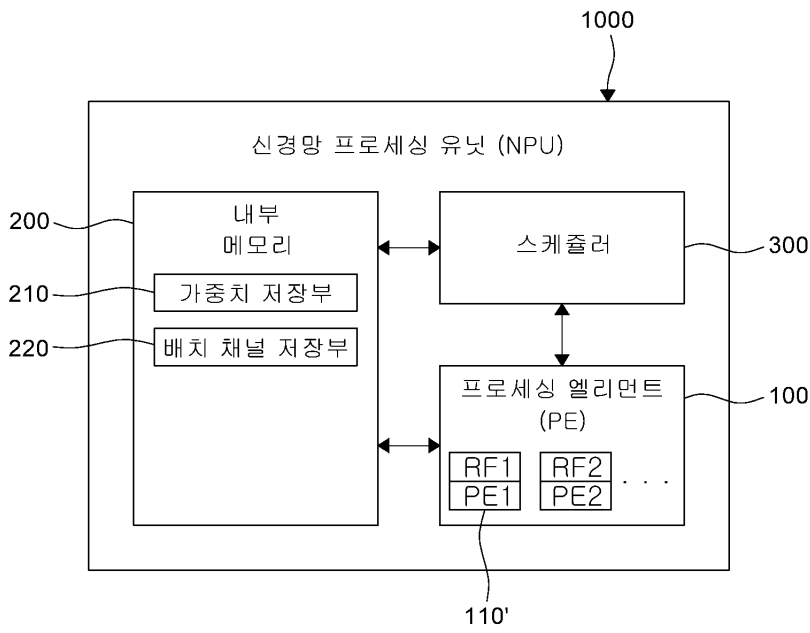 1000
신경망 프로세싱 유닛 (NPU)
200
내부
메모리
210
가중치 저장부
220
배치 채널 저장부
스케쥴러
300
프로세싱 엘리먼트
(PE)
100
RF1
PE1
RF2
PE2
. . .
110'